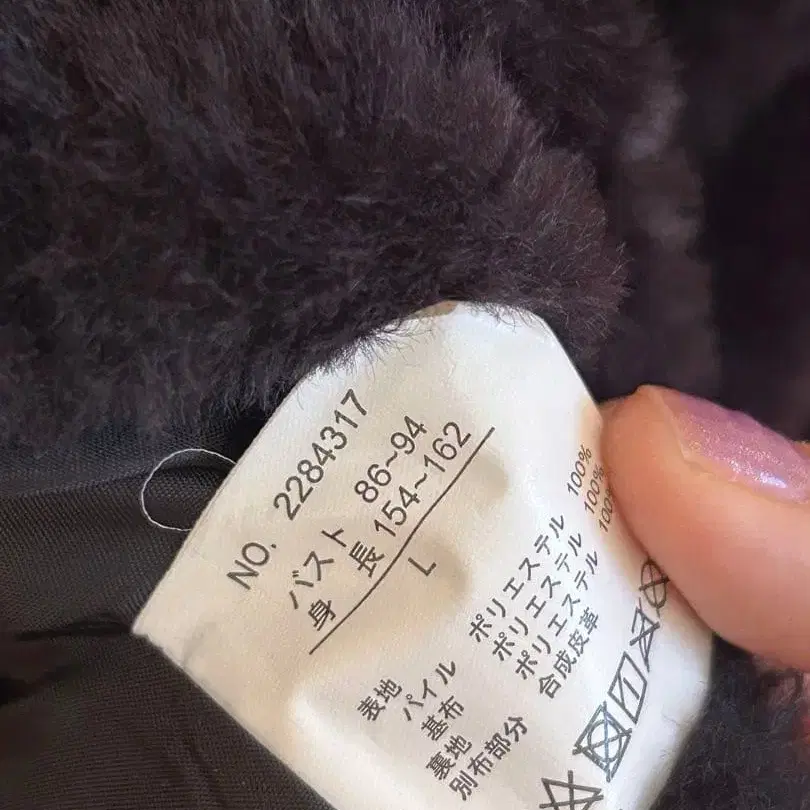 NO. 2284317
バスト 86~94
身 長 154~162
L
表地
パイル ポリエステル 100%
基布 ポリエステル 100%
裏地 ポリエステル 100%
別布部分 合成皮革